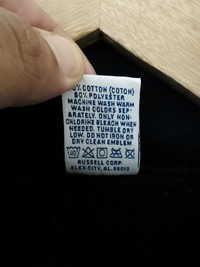 50% COTTON (COTON)
50% POLYESTER
MACHINE WASH WARM
WASH COLORS SEP-
ARATELY. ONLY NON-
CHLORINE BLEACH WHEN
NEEDED. TUMBLE DRY
LOW. DO NOT IRON OR
DRY CLEAN EMBLEM
RUSSELL CORP.
ALEX CITY, AL 35010